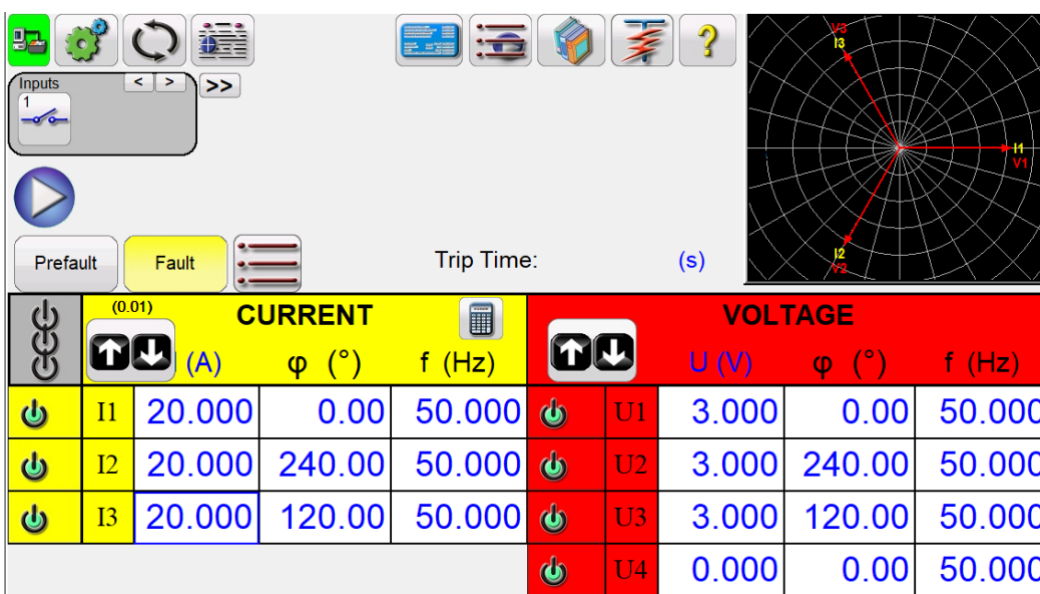 ?
Inputs
< >
>>
1
V3
I3
I1
V1
I2
V2
Prefault
Fault
Trip Time:
(s)
(0.01)
CURRENT
VOLTAGE
(A)
φ (°)
f (Hz)
U (V)
φ (°)
f (Hz)
I1 20.000 0.00 50.000 U1 3.000 0.00 50.000
I2 20.000 240.00 50.000 U2 3.000 240.00 50.000
I3 20.000 120.00 50.000 U3 3.000 120.00 50.000
U4 0.000 0.00 50.000